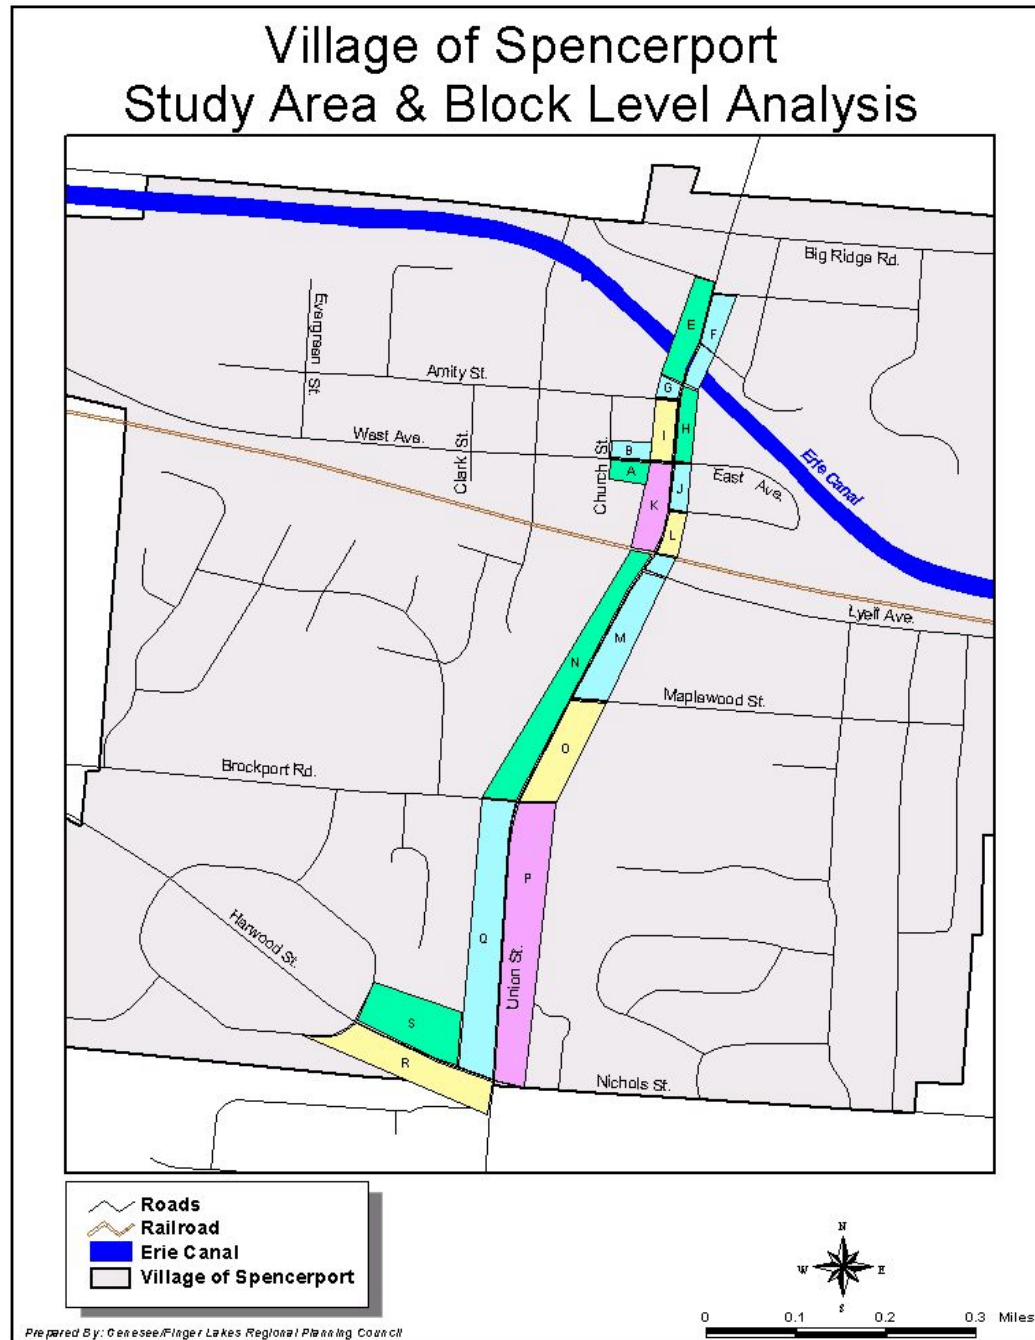 Village of Spencerport
Study Area & Block Level Analysis
Big Ridge Rd.
Evergreen St.
E
F
Amity St.
G
H
I
West Ave.
Clark St.
Church St.
B
A
J
East Ave.
Erie Canal
K
L
Lyell Ave.
M
N
Maplewood St.
O
Brockport Rd.
P
Q
Harwood St.
Union St.
S
R
Nichols St.
Roads
Railroad
Erie Canal
Village of Spencerport
N
W E
S
0 0.1 0.2 0.3 Miles
Prepared By: Genesee/Finger Lakes Regional Planning Council